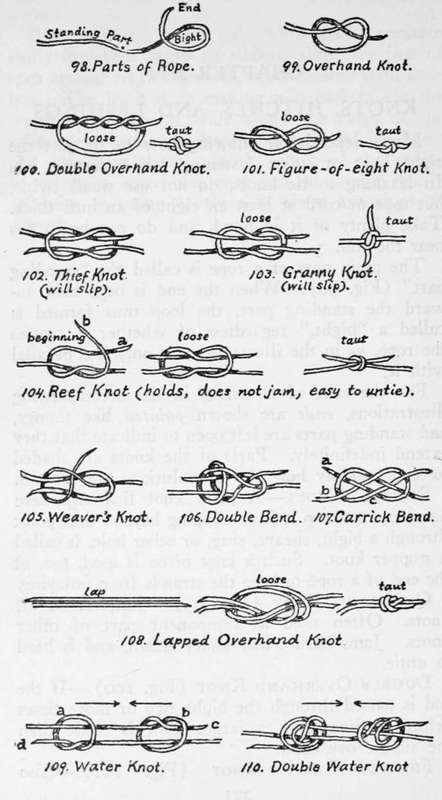 End
Standing Part
Bight
98. Parts of Rope.
99. Overhand Knot.
loose
taut
100. Double Overhand Knot.
loose
taut
101. Figure-of-eight Knot.
102. Thief Knot
(will slip).
loose
taut
103. Granny Knot.
(will slip).
beginning
b
a
loose
taut
104. Reef Knot (holds, does not jam, easy to untie).
105. Weaver's Knot.
106. Double Bend.
a
b
c
107. Carrick Bend.
lap
loose
taut
108. Lapped Overhand Knot
a
b
c
d
109. Water Knot.
110. Double Water Knot